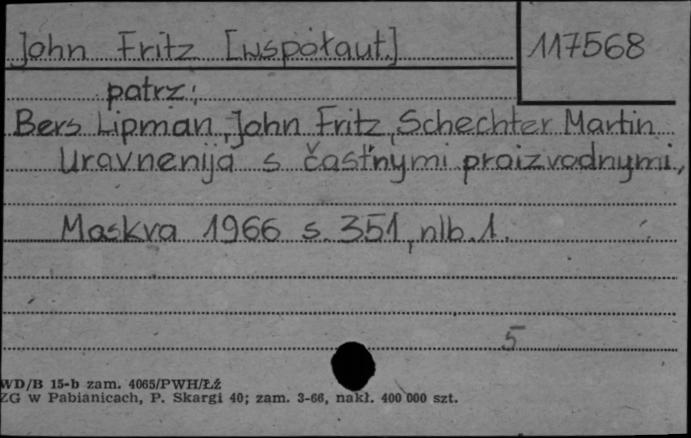 John Fritz [współaut.] 117568
patrz:
Bers Lipman, John Fritz, Schechter Martin
Uravnenija s častnymi proizvodnymi,
Moskva 1966 s. 351, nlb. 1.
5
WD/B 15-b zam. 4065/PWH/Łź
ZG w Pabianicach, P. Skargi 40; zam. 3-66, nakł. 400 000 szt.